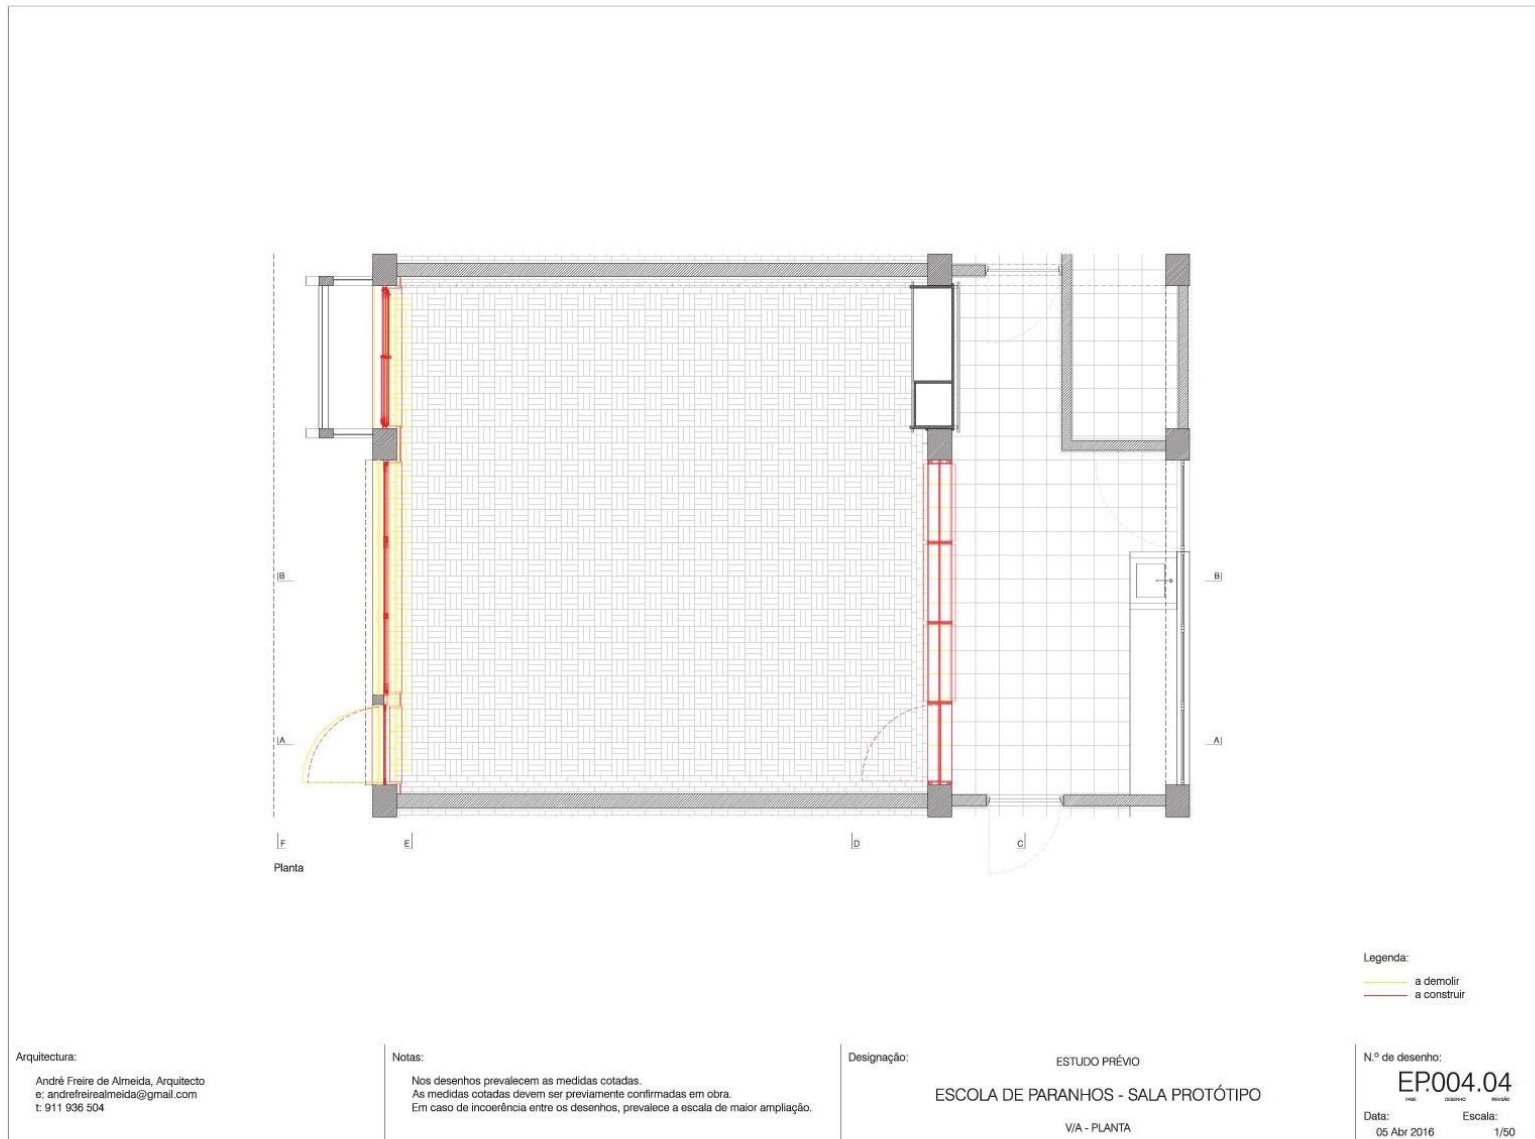 B
B
A
A
F
E
D
C
Planta
Legenda:
a demolir
a construir
Arquitectura:
André Freire de Almeida, Arquitecto
e: andrefreirealmeida@gmail.com
t: 911 936 504
Notas:
Nos desenhos prevalecem as medidas cotadas.
As medidas cotadas devem ser previamente confirmadas em obra.
Em caso de incoerência entre os desenhos, prevalece a escala de maior ampliação.
Designação:
ESTUDO PRÉVIO
ESCOLA DE PARANHOS - SALA PROTÓTIPO
V/A - PLANTA
N.º de desenho:
EP.004.04
FASE DESENHO REVISÃO
Data: Escala:
05 Abr 2016 1/50